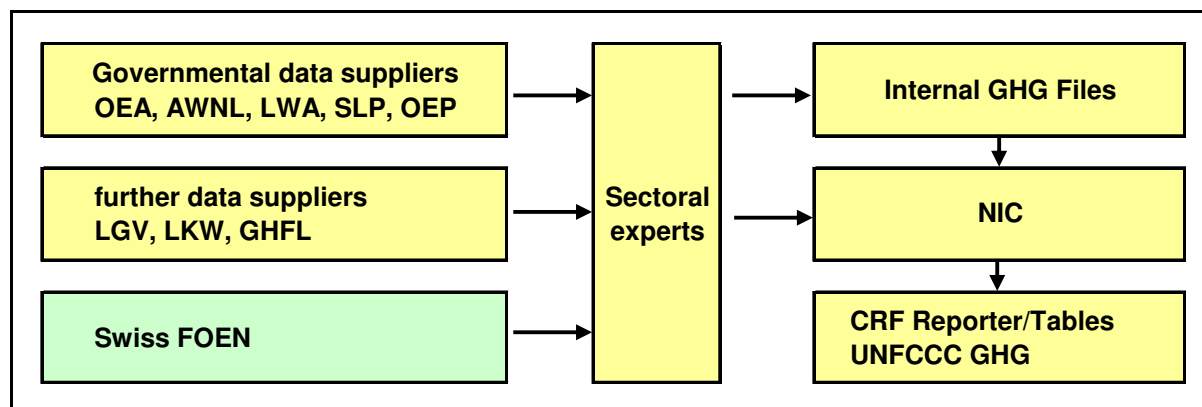 Governmental data suppliers
OEA, AWNL, LWA, SLP, OEP
further data suppliers
LGV, LKW, GHFL
Swiss FOEN
Sectoral
experts
Internal GHG Files
NIC
CRF Reporter/Tables
UNFCCC GHG